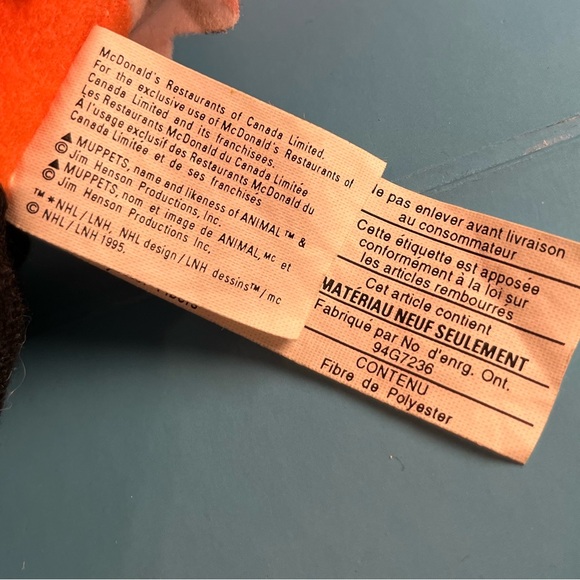 McDonald's Restaurants of Canada Limited.
For the exclusive use of McDonald's Restaurants of
Canada Limited and its franchisees.
Les Restaurants McDonald du Canada Limitée
A l'usage exclusif des Restaurants McDonald du
Canada Limitée et de ses franchises
▲ MUPPETS, name and likeness of ANIMAL ™ &
© Jim Henson Productions, Inc.
▲ MUPPETS, nom et image de ANIMAL, MC et
© Jim Henson Productions Inc.
™ * NHL / LNH, NHL design / LNH dessins ™ / mc
© NHL / LNH 1995.
le pas enlever avant livraison
au consommateur
Cette étiquette est apposée
conformément à la loi sur
les articles rembourrés
Cet article contient
MATÉRIAU NEUF SEULEMENT
Fabriqué par No d'enrg. Ont.
94G7236
CONTENU
Fibre de Polyester